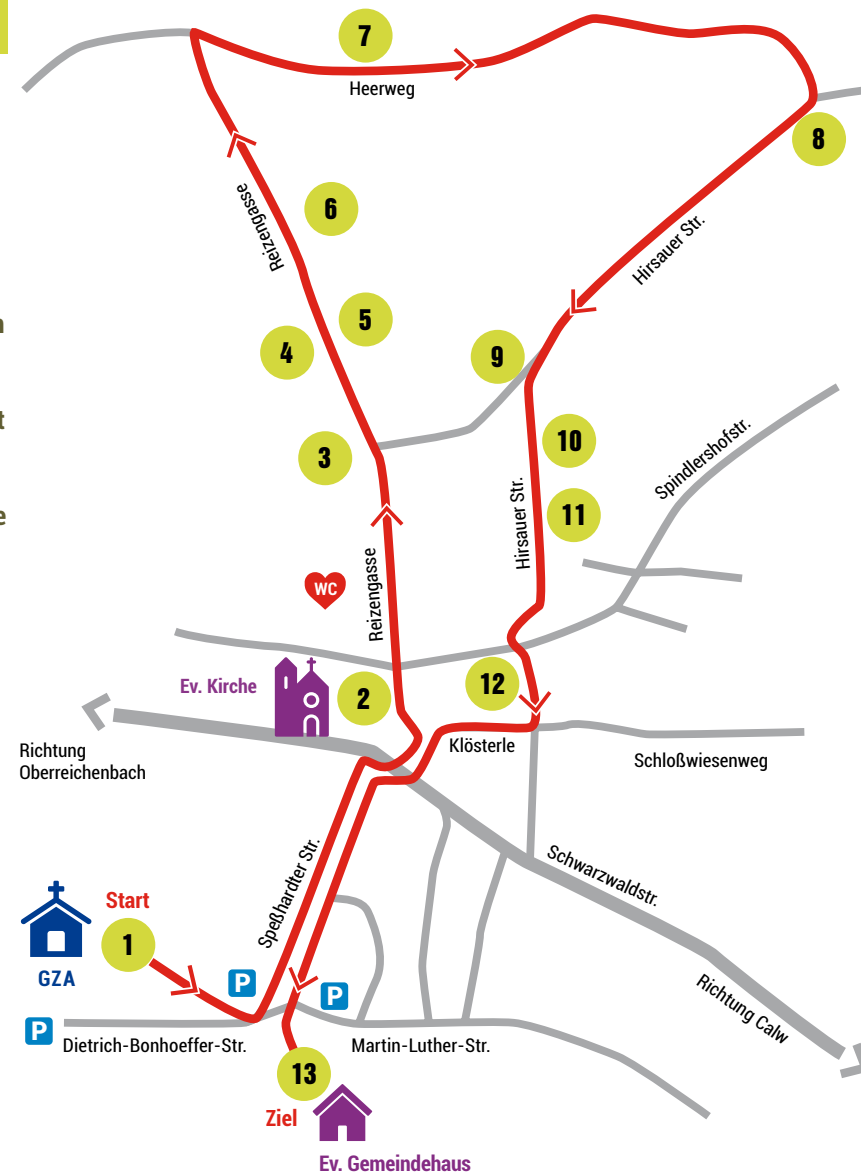 7
Heerweg
8
6
Reizengasse
Hirsauer Str.
5
4
9
3
10
Spindlershofstr.
11
Hirsauer Str.
WC
Reizengasse
Ev. Kirche
2
12
Klösterle
Richtung
Oberreichenbach
Schloßwiesenweg
Speßhardter Str.
Schwarzwaldstr.
Start
1
GZA
P
P
P
Richtung Calw
Dietrich-Bonhoeffer-Str.
Martin-Luther-Str.
13
Ziel
Ev. Gemeindehaus